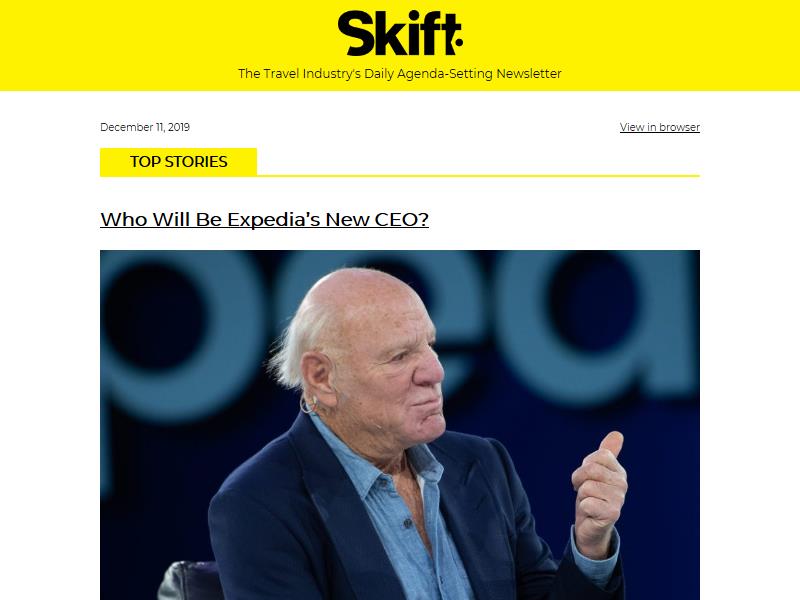 Skift
The Travel Industry's Daily Agenda-Setting Newsletter
December 11, 2019
View in browser
TOP STORIES
Who Will Be Expedia's New CEO?
pedia